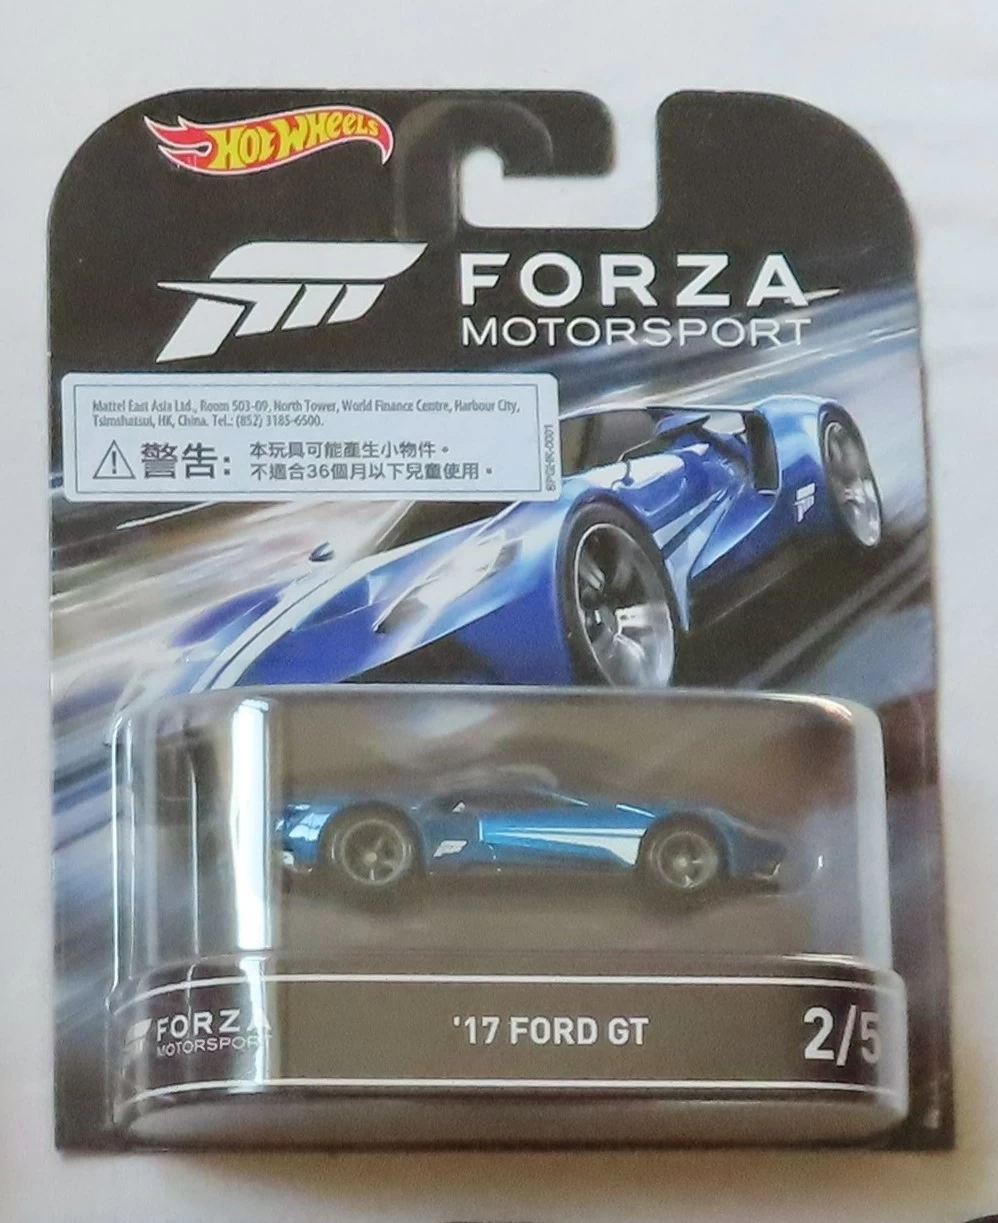 HOT WHEELS
FORZA
MOTORSPORT
Mattel East Asia Ltd., Room 503-09, North Tower, World Finance Centre, Harbour City,
Tsimshatsui, HK, China. Tel.: (852) 3185-6500.
警告:
本玩具可能產生小物件。
不適合36個月以下兒童使用。
FORZA
MOTORSPORT
'17 FORD GT
2/5